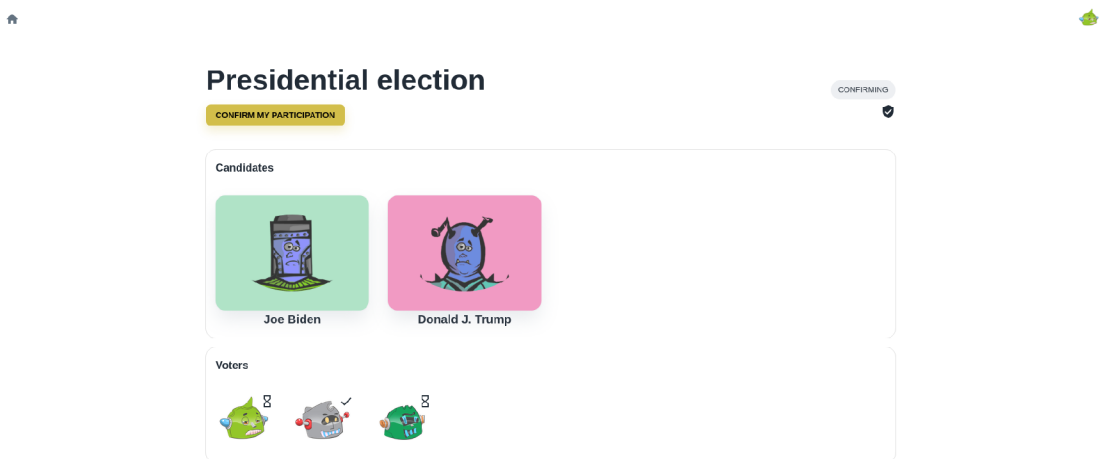 Presidential election
CONFIRMING
CONFIRM MY PARTICIPATION
Candidates
Joe Biden
Donald J. Trump
Voters